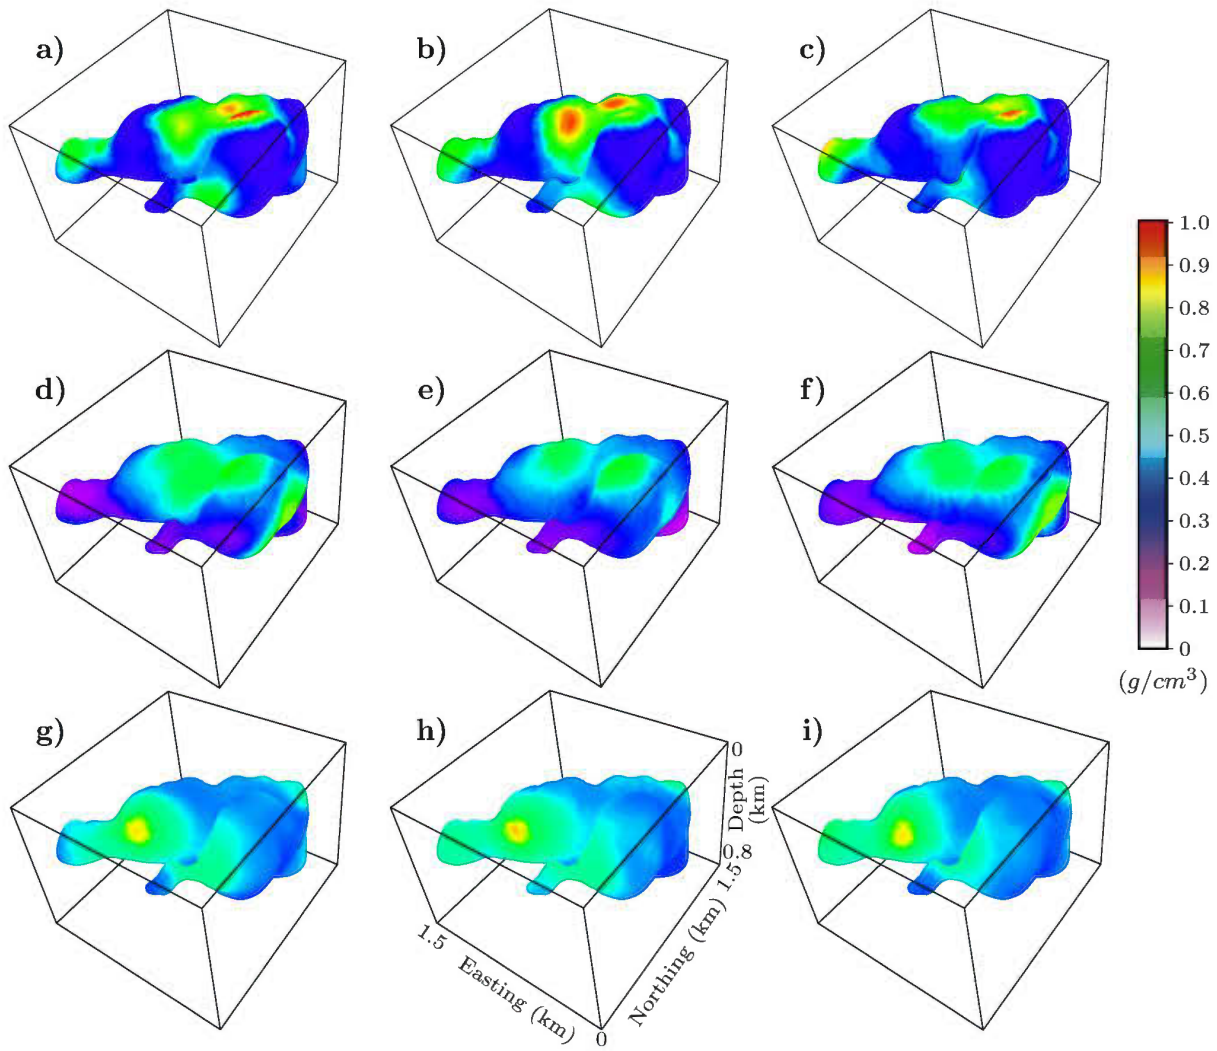 a)
b)
c)
1.0
0.9
0.8
0.7
0.6
0.5
0.4
0.3
0.2
0.1
0
(g/cm³)
d)
e)
f)
g)
h)
i)
0
Depth
(km)
0.8
1.5
Northing (km)
1.5
Easting (km)
0